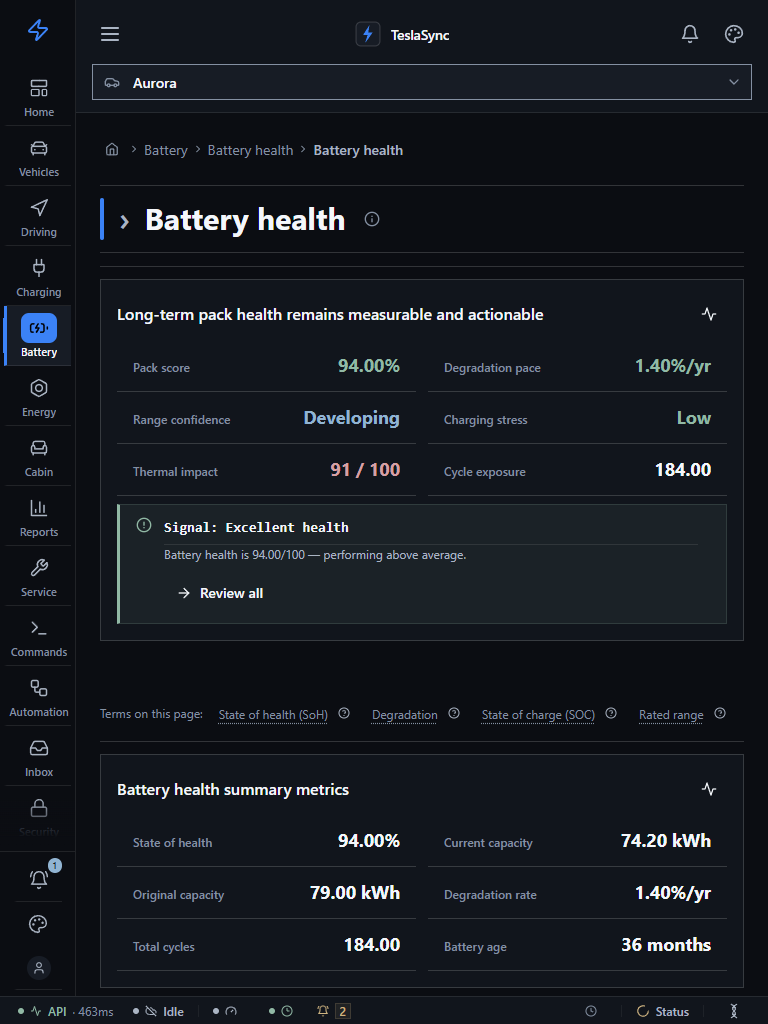 TeslaSync
Aurora
Home
Vehicles
Driving
Charging
Battery
Energy
Cabin
Reports
Service
Commands
Automation
Inbox
Security
1
Battery > Battery health > Battery health
› Battery health
Long-term pack health remains measurable and actionable
Pack score 94.00%
Degradation pace 1.40%/yr
Range confidence Developing
Charging stress Low
Thermal impact 91 / 100
Cycle exposure 184.00
Signal: Excellent health
Battery health is 94.00/100 — performing above average.
Review all
Terms on this page: State of health (SoH) Degradation State of charge (SOC) Rated range
Battery health summary metrics
State of health 94.00%
Current capacity 74.20 kWh
Original capacity 79.00 kWh
Degradation rate 1.40%/yr
Total cycles 184.00
Battery age 36 months
API · 463ms Idle 2 Status